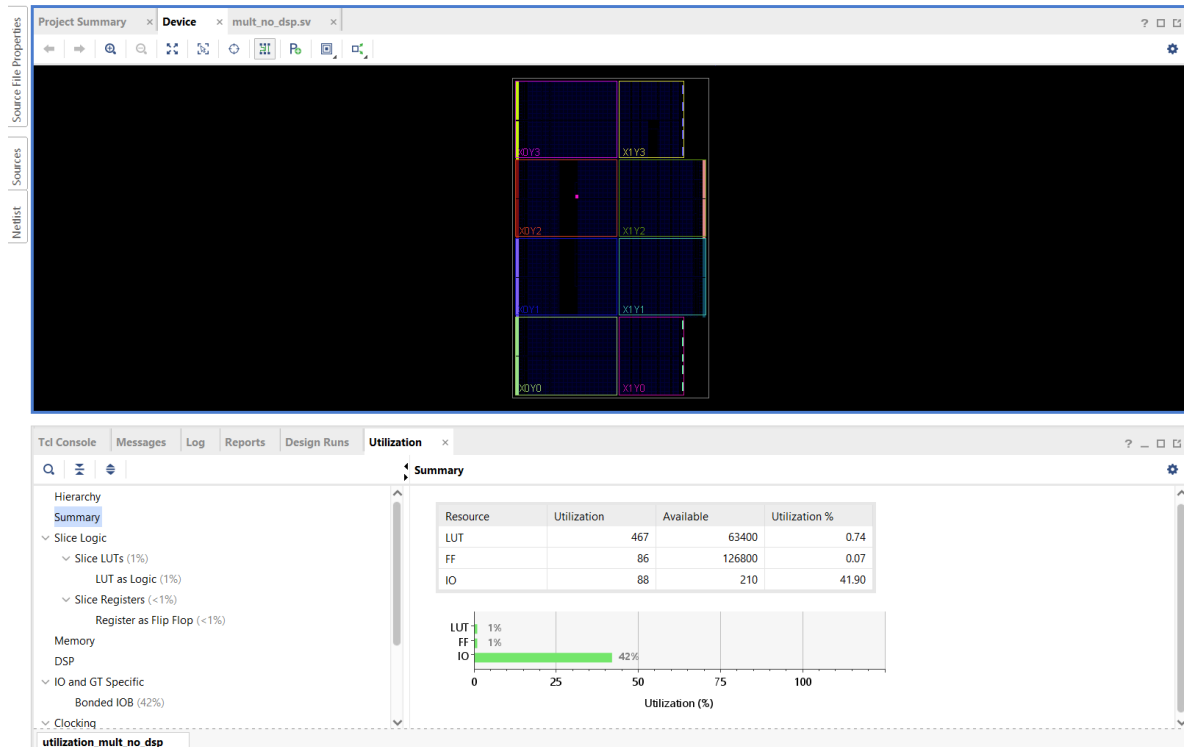 Source File Properties
Sources
Netlist
Project Summary × Device × mult_no_dsp.sv ×
?
X0Y3 X1Y3
X0Y2 X1Y2
X0Y1 X1Y1
X0Y0 X1Y0
Tcl Console Messages Log Reports Design Runs Utilization ×
?
Summary
Hierarchy
Summary
Slice Logic
Slice LUTs (1%)
LUT as Logic (1%)
Slice Registers (<1%)
Register as Flip Flop (<1%)
Memory
DSP
IO and GT Specific
Bonded IOB (42%)
Clocking
Resource Utilization Available Utilization %
LUT 467 63400 0.74
FF 86 126800 0.07
IO 88 210 41.90
LUT 1%
FF 1%
IO 42%
0 25 50 75 100
Utilization (%)
utilization_mult_no_dsp